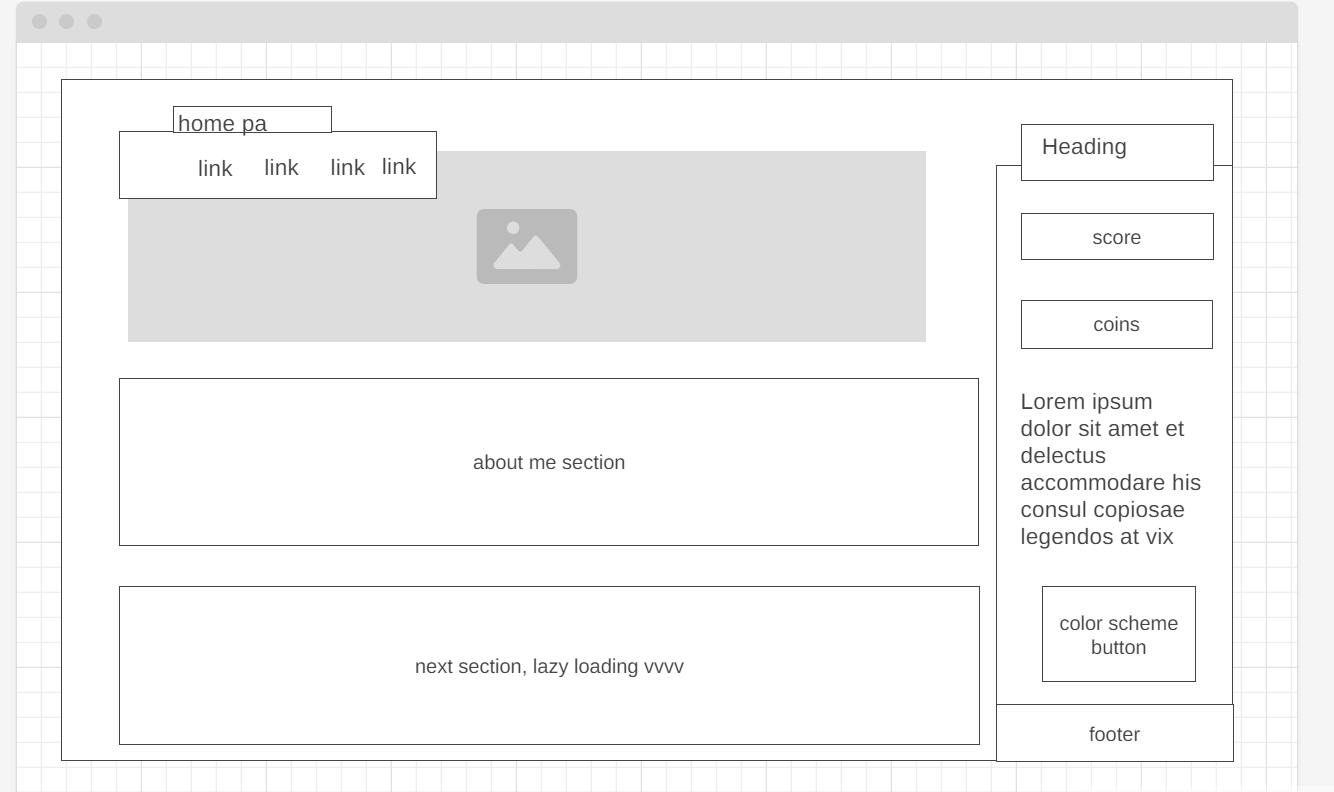 home pa
link link link link
about me section
next section, lazy loading vvvv
Heading
score
coins
Lorem ipsum
dolor sit amet et
delectus
accommodare his
consul copiosae
legendos at vix
color scheme
button
footer